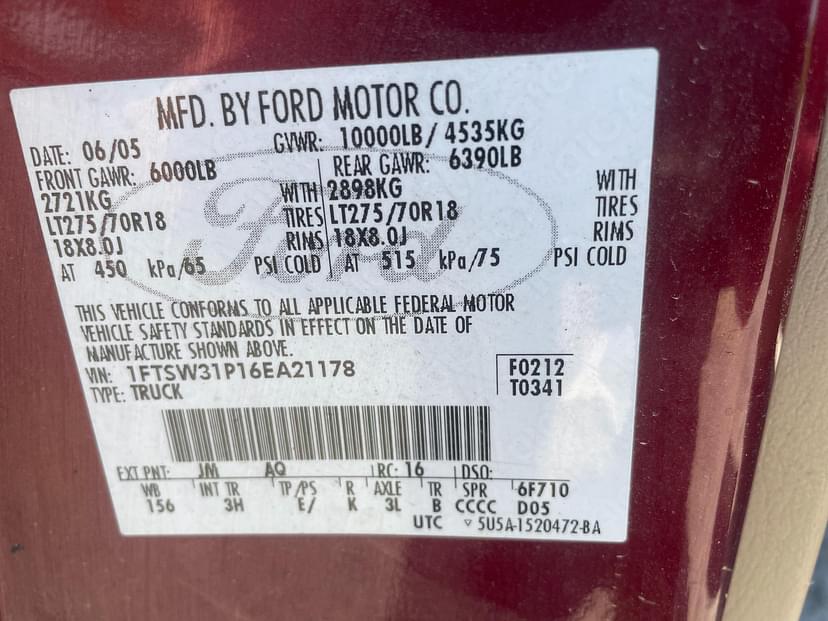 MFD. BY FORD MOTOR CO.
DATE: 06/05 GVWR: 10000LB/ 4535KG
FRONT GAWR: 6000LB REAR GAWR: 6390LB
2721KG WITH 2898KG WITH
LT275/70R18 TIRES LT275/70R18 TIRES
18X8.0J RIMS 18X8.0J RIMS
AT 450 kPa/65 PSI COLD AT 515 kPa/75 PSI COLD
THIS VEHICLE CONFORMS TO ALL APPLICABLE FEDERAL MOTOR
VEHICLE SAFETY STANDARDS IN EFFECT ON THE DATE OF
MANUFACTURE SHOWN ABOVE.
VIN: 1FTSW31P16EA21178 F0212
TYPE: TRUCK T0341
EXT PNT: JM AQ RC: 16 DSO:
WB INT TR TP/PS R AXLE TR SPR 6F710
156 3H E/ K 3L B CCCC D05
UTC ▽ 5U5A-1520472-BA
Ford